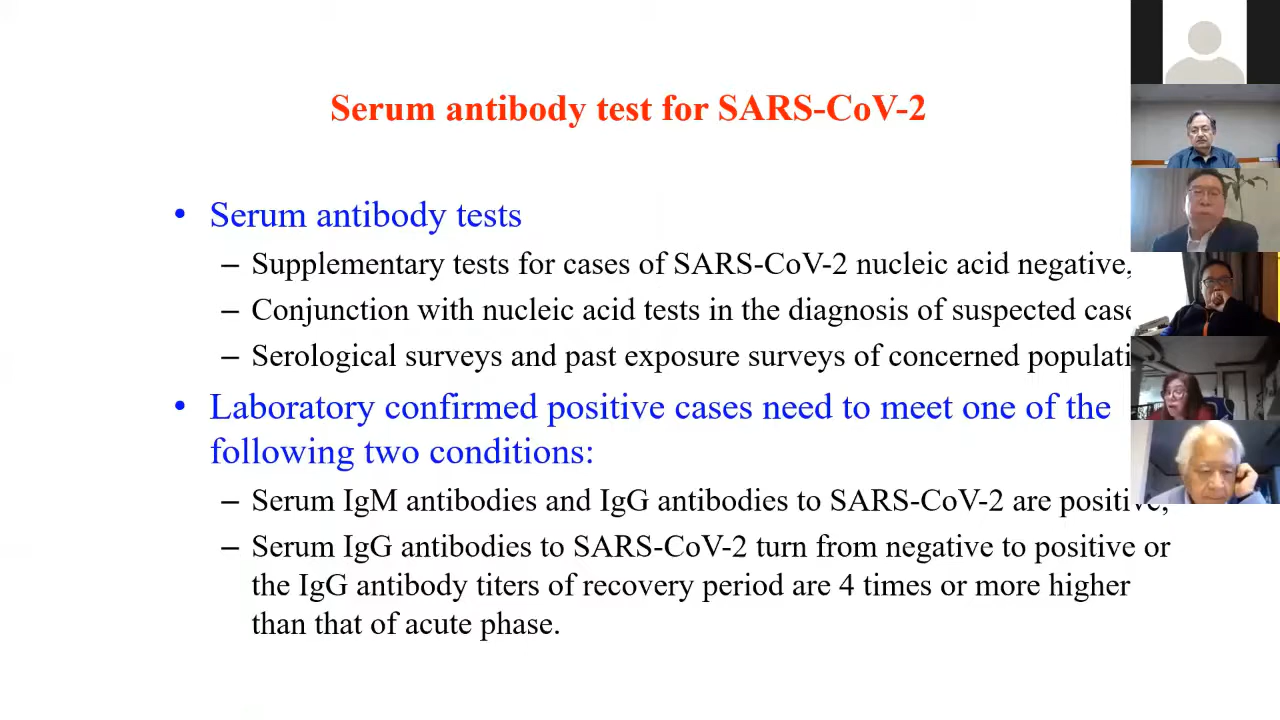 Serum antibody test for SARS-CoV-2
• Serum antibody tests
– Supplementary tests for cases of SARS-CoV-2 nucleic acid negative,
– Conjunction with nucleic acid tests in the diagnosis of suspected case
– Serological surveys and past exposure surveys of concerned populati
• Laboratory confirmed positive cases need to meet one of the
following two conditions:
– Serum IgM antibodies and IgG antibodies to SARS-CoV-2 are positive,
– Serum IgG antibodies to SARS-CoV-2 turn from negative to positive or
the IgG antibody titers of recovery period are 4 times or more higher
than that of acute phase.